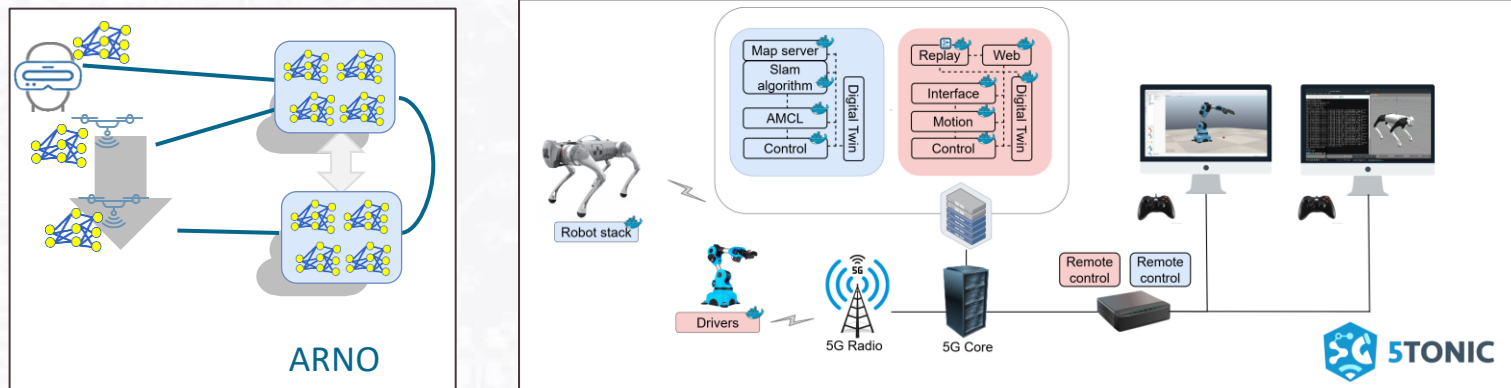 ARNO
Map server
Slam
algorithm
AMCL
Control
Digital Twin
Replay
Web
Interface
Motion
Control
Digital Twin
Robot stack
Drivers
5G
5G Radio
5G Core
Remote
control
Remote
control
5G
5TONIC